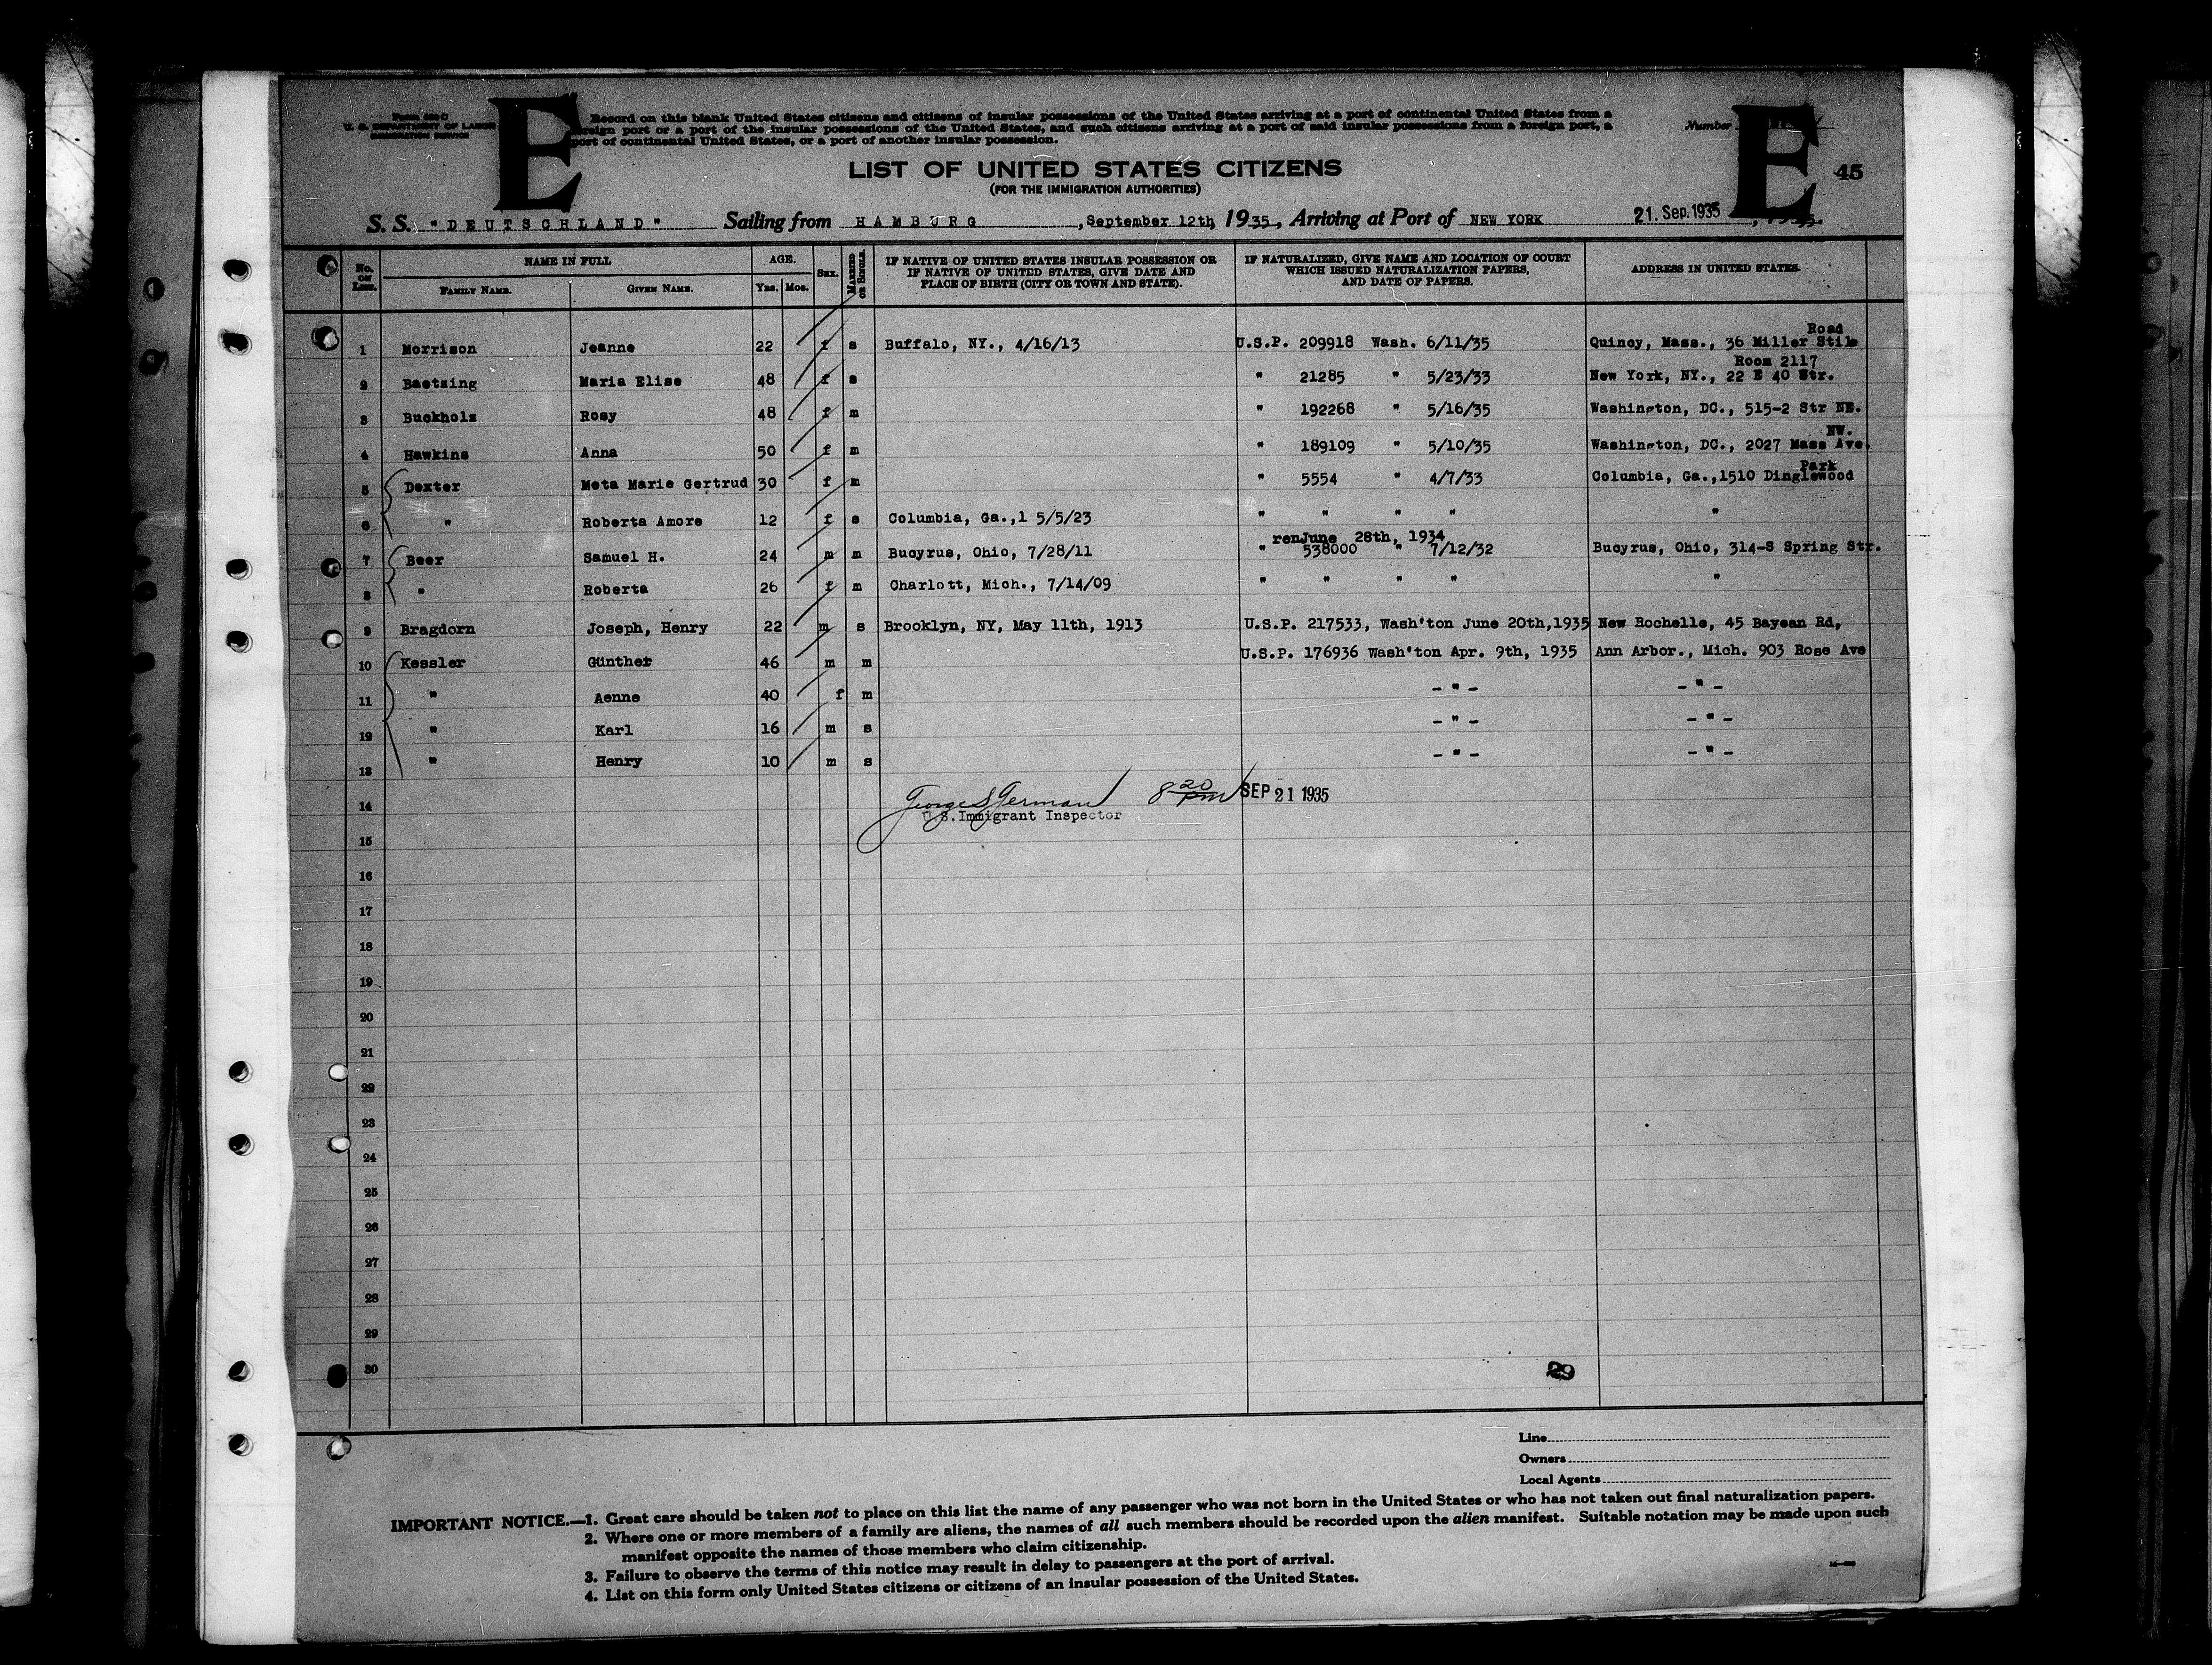 Form 630 C
U. S. DEPARTMENT OF LABOR
IMMIGRATION SERVICE
E
Record on this blank United States citizens and citizens of insular possessions of the United States arriving at a port of continental United States from a
foreign port or a port of the insular possessions of the United States, and such citizens arriving at a port of said insular possessions from a foreign port, a
port of continental United States, or a port of another insular possession.
Number
E
45
LIST OF UNITED STATES CITIZENS
(FOR THE IMMIGRATION AUTHORITIES)
S. S. "DEUTSCHLAND" Sailing from HAMBURG, September 12th, 1935, Arriving at Port of NEW YORK 21. Sep. 1935, 1935.
No. on List. NAME IN FULL AGE. Sex. Married or Single. IF NATIVE OF UNITED STATES INSULAR POSSESSION OR IF NATIVE OF UNITED STATES, GIVE DATE AND PLACE OF BIRTH (CITY OR TOWN AND STATE). IF NATURALIZED, GIVE NAME AND LOCATION OF COURT WHICH ISSUED NATURALIZATION PAPERS, AND DATE OF PAPERS. ADDRESS IN UNITED STATES.
Family Name. Given Name. Yrs. Mos.
Road
1 Morrison Jeanne 22 f s Buffalo, NY., 4/16/13 U.S.P. 209918 Wash. 6/11/35 Quincy, Mass., 36 Miller Stile
Room 2117
2 Baetzing Maria Elise 48 f s " 21285 " 5/23/33 New York, NY., 22 E 40 Str.
3 Buckholz Rosy 48 f m " 192268 " 5/16/35 Washington, DC., 515-2 Str NE.
NW.
4 Hawkins Anna 50 f m " 189109 " 5/10/35 Washington, DC., 2027 Mass Ave.
Park
5 Dexter Meta Marie Gertrud 30 f m " 5554 " 4/7/33 Columbia, Ga.,1510 Dinglewood
6 " Roberta Amore 12 f s Columbia, Ga.,1 5/5/23 " " " " "
renJune 28th, 1934
7 Beer Samuel H. 24 m m Bucyrus, Ohio, 7/28/11 " 538000 " 7/12/32 Bucyrus, Ohio, 314-S Spring Str.
8 " Roberta 26 f m Charlott, Mich., 7/14/09 " " " " "
9 Bragdorn Joseph, Henry 22 m s Brooklyn, NY, May 11th, 1913 U.S.P. 217533, Wash'ton June 20th,1935 New Rochelle, 45 Bayean Rd,
10 Kessler Günther 46 m m U.S.P. 176936 Wash'ton Apr. 9th, 1935 Ann Arbor., Mich. 903 Rose Ave
11 " Aenne 40 f m -"- -"-
12 " Karl 16 m s -"- -"-
13 " Henry 10 m s -"- -"-
14 George S German 8 20 pm SEP 21 1935
U.S.Immigrant Inspector
15
16
17
18
19
20
21
22
23
24
25
26
27
28
29
30
29
Line
Owners
Local Agents
IMPORTANT NOTICE.—1. Great care should be taken not to place on this list the name of any passenger who was not born in the United States or who has not taken out final naturalization papers.
2. Where one or more members of a family are aliens, the names of all such members should be recorded upon the alien manifest. Suitable notation may be made upon such
manifest opposite the names of those members who claim citizenship.
3. Failure to observe the terms of this notice may result in delay to passengers at the port of arrival.
4. List on this form only United States citizens or citizens of an insular possession of the United States.